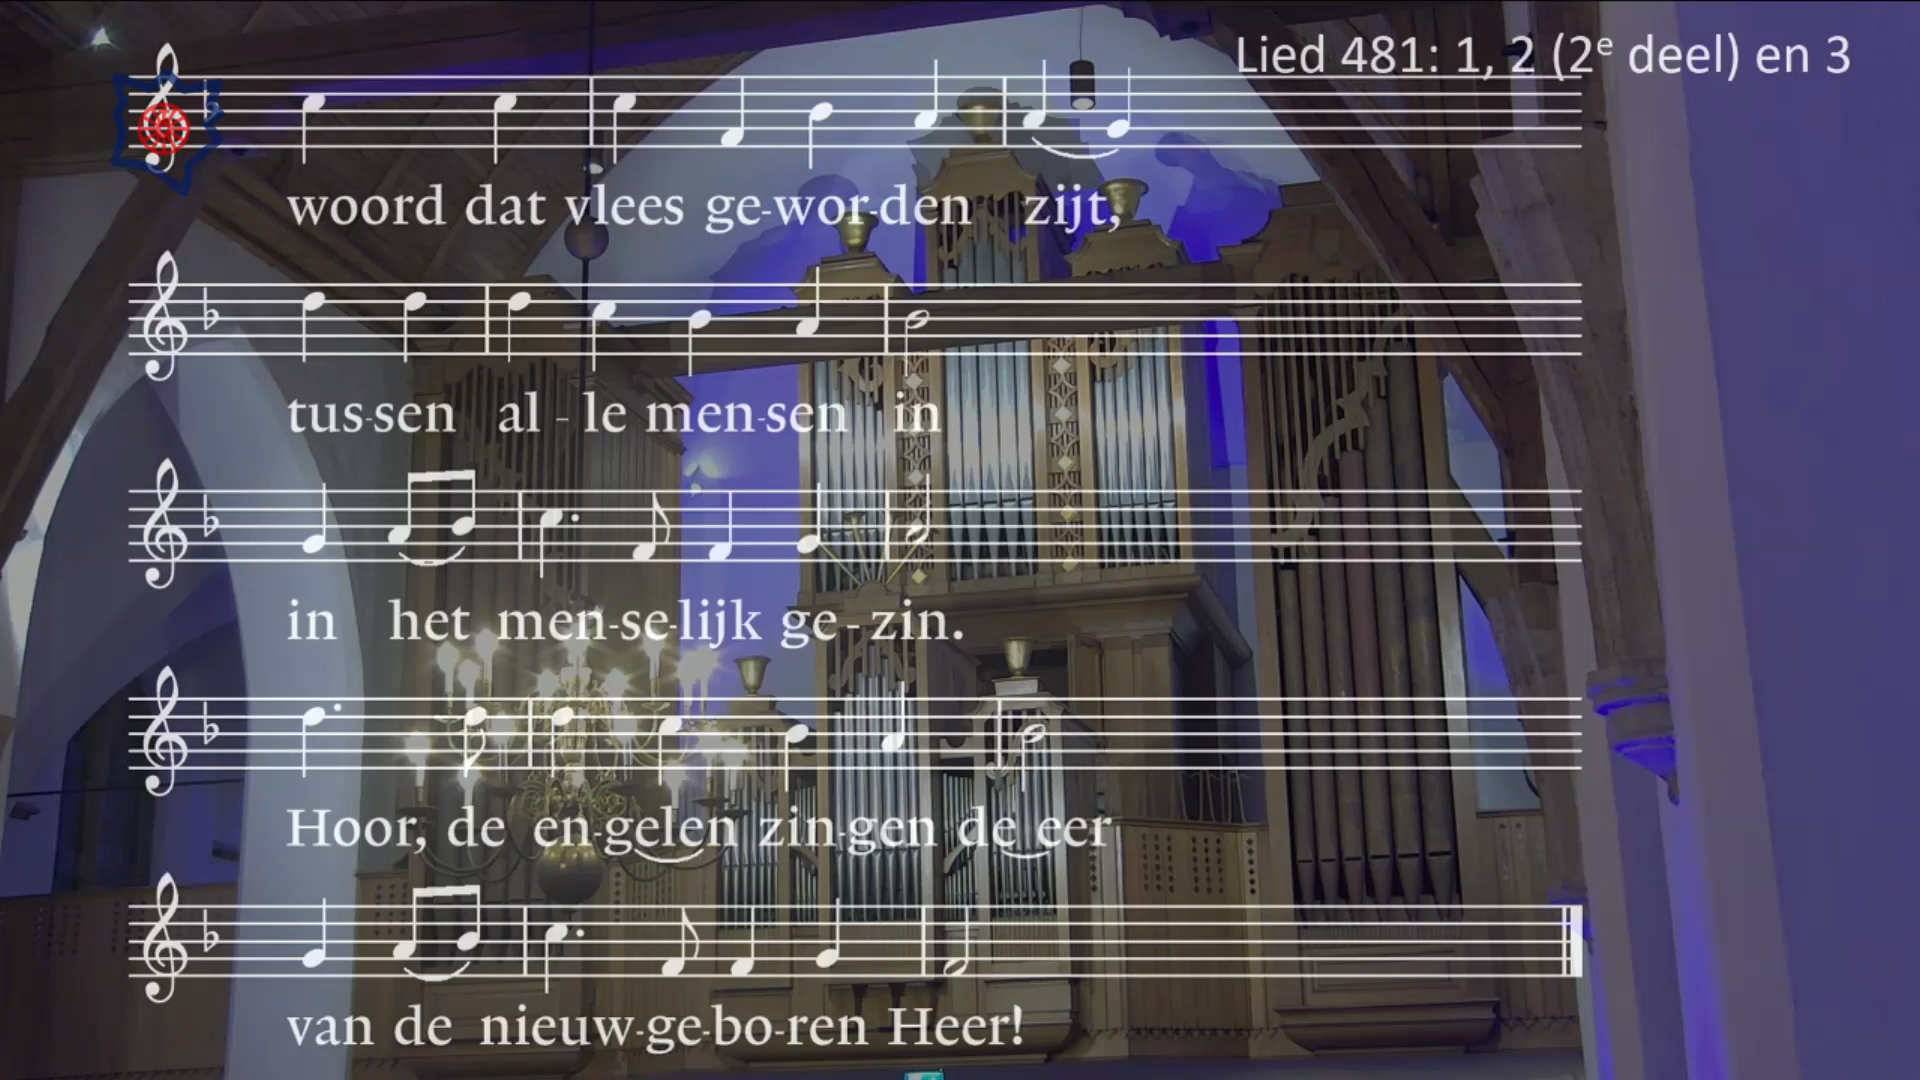 Lied 481: 1, 2 (2e deel) en 3
woord dat vlees ge-wor-den zijt,
tus-sen al - le men-sen in
in het men-se-lijk ge - zin.
Hoor, de en-gelen zin-gen de eer
van de nieuw-ge-bo-ren Heer!